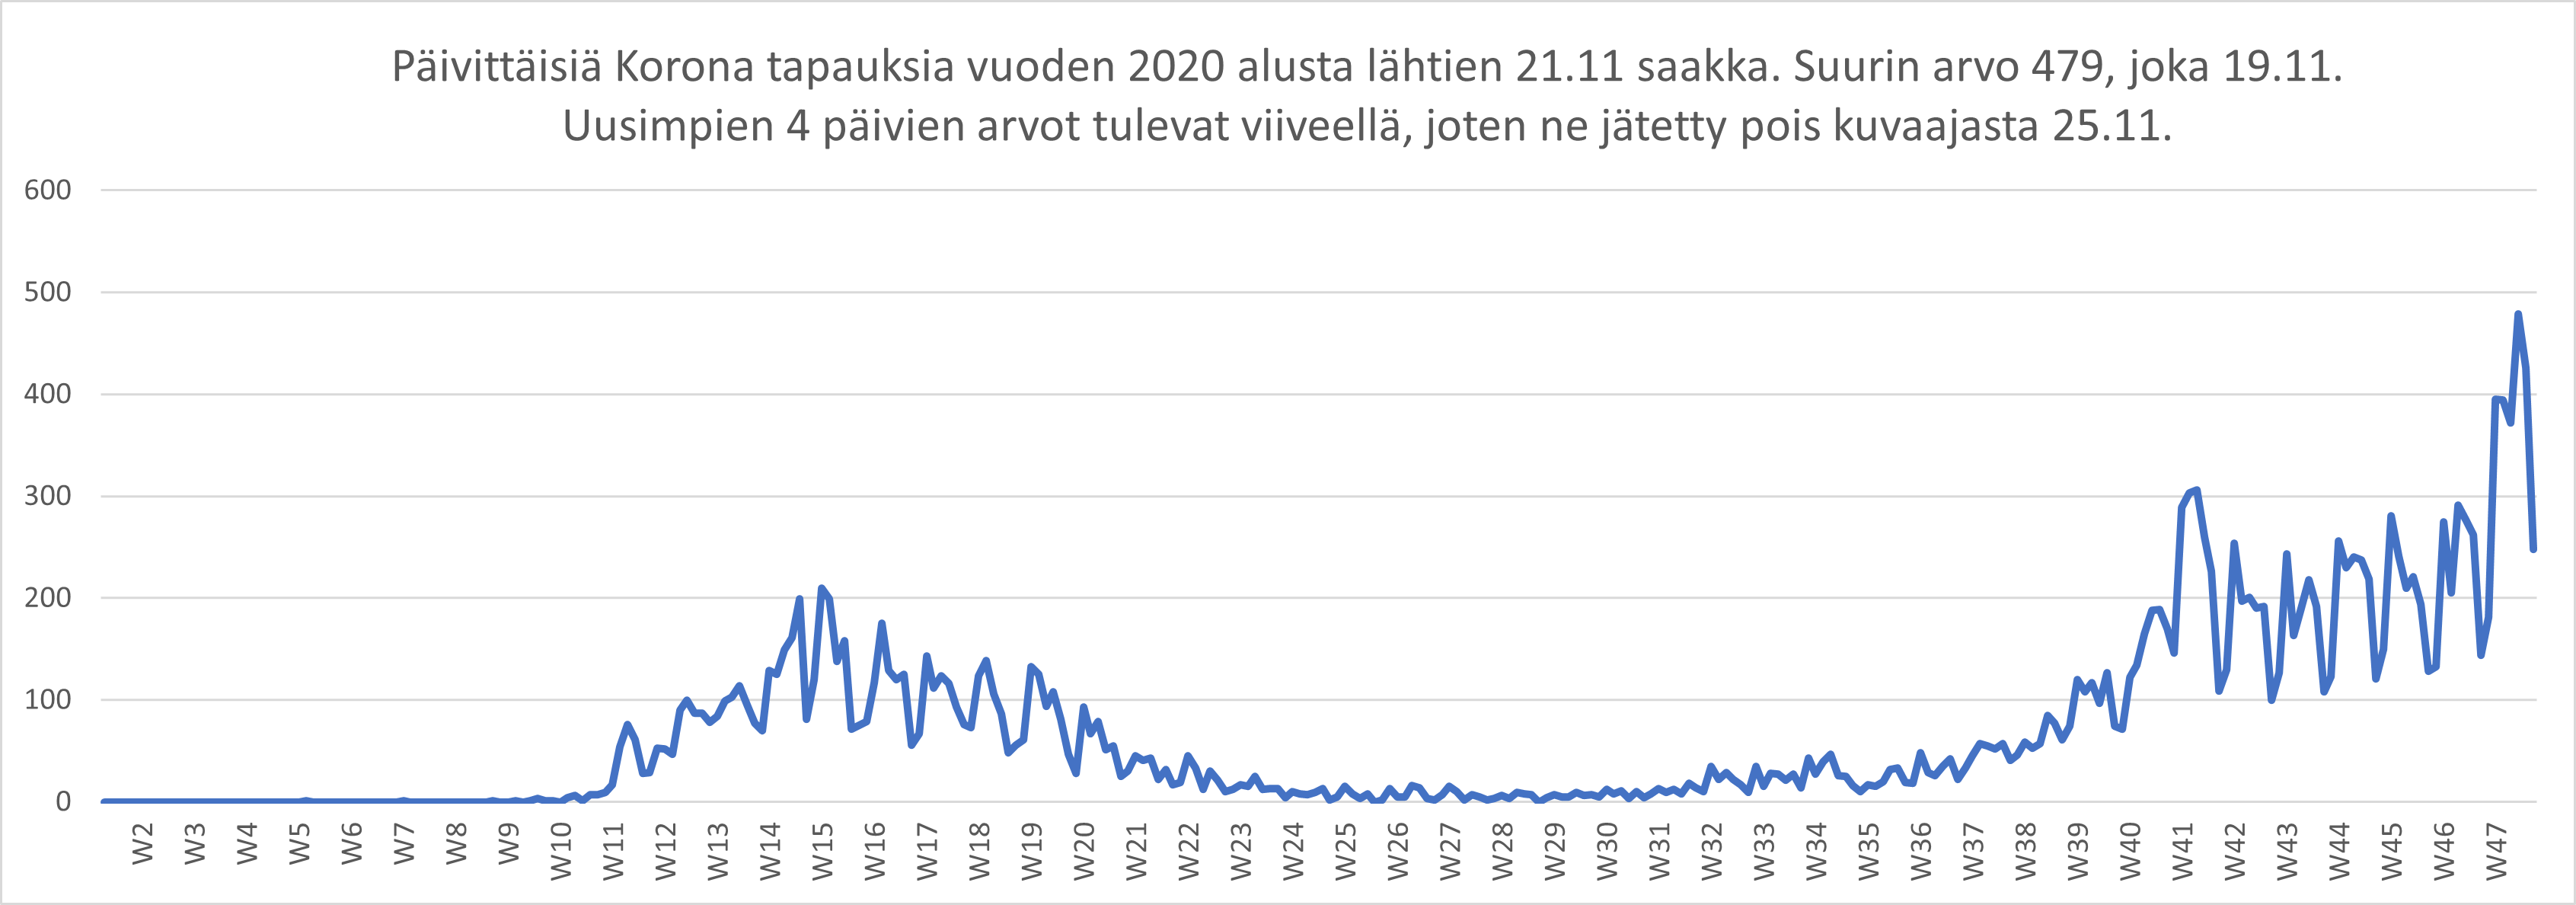 Päivittäisiä Korona tapauksia vuoden 2020 alusta lähtien 21.11 saakka. Suurin arvo 479, joka 19.11.
Uusimpien 4 päivien arvot tulevat viiveellä, joten ne jätetty pois kuvaajasta 25.11.
600
500
400
300
200
100
0
W2 W3 W4 W5 W6 W7 W8 W9 W10 W11 W12 W13 W14 W15 W16 W17 W18 W19 W20 W21 W22 W23 W24 W25 W26 W27 W28 W29 W30 W31 W32 W33 W34 W35 W36 W37 W38 W39 W40 W41 W42 W43 W44 W45 W46 W47